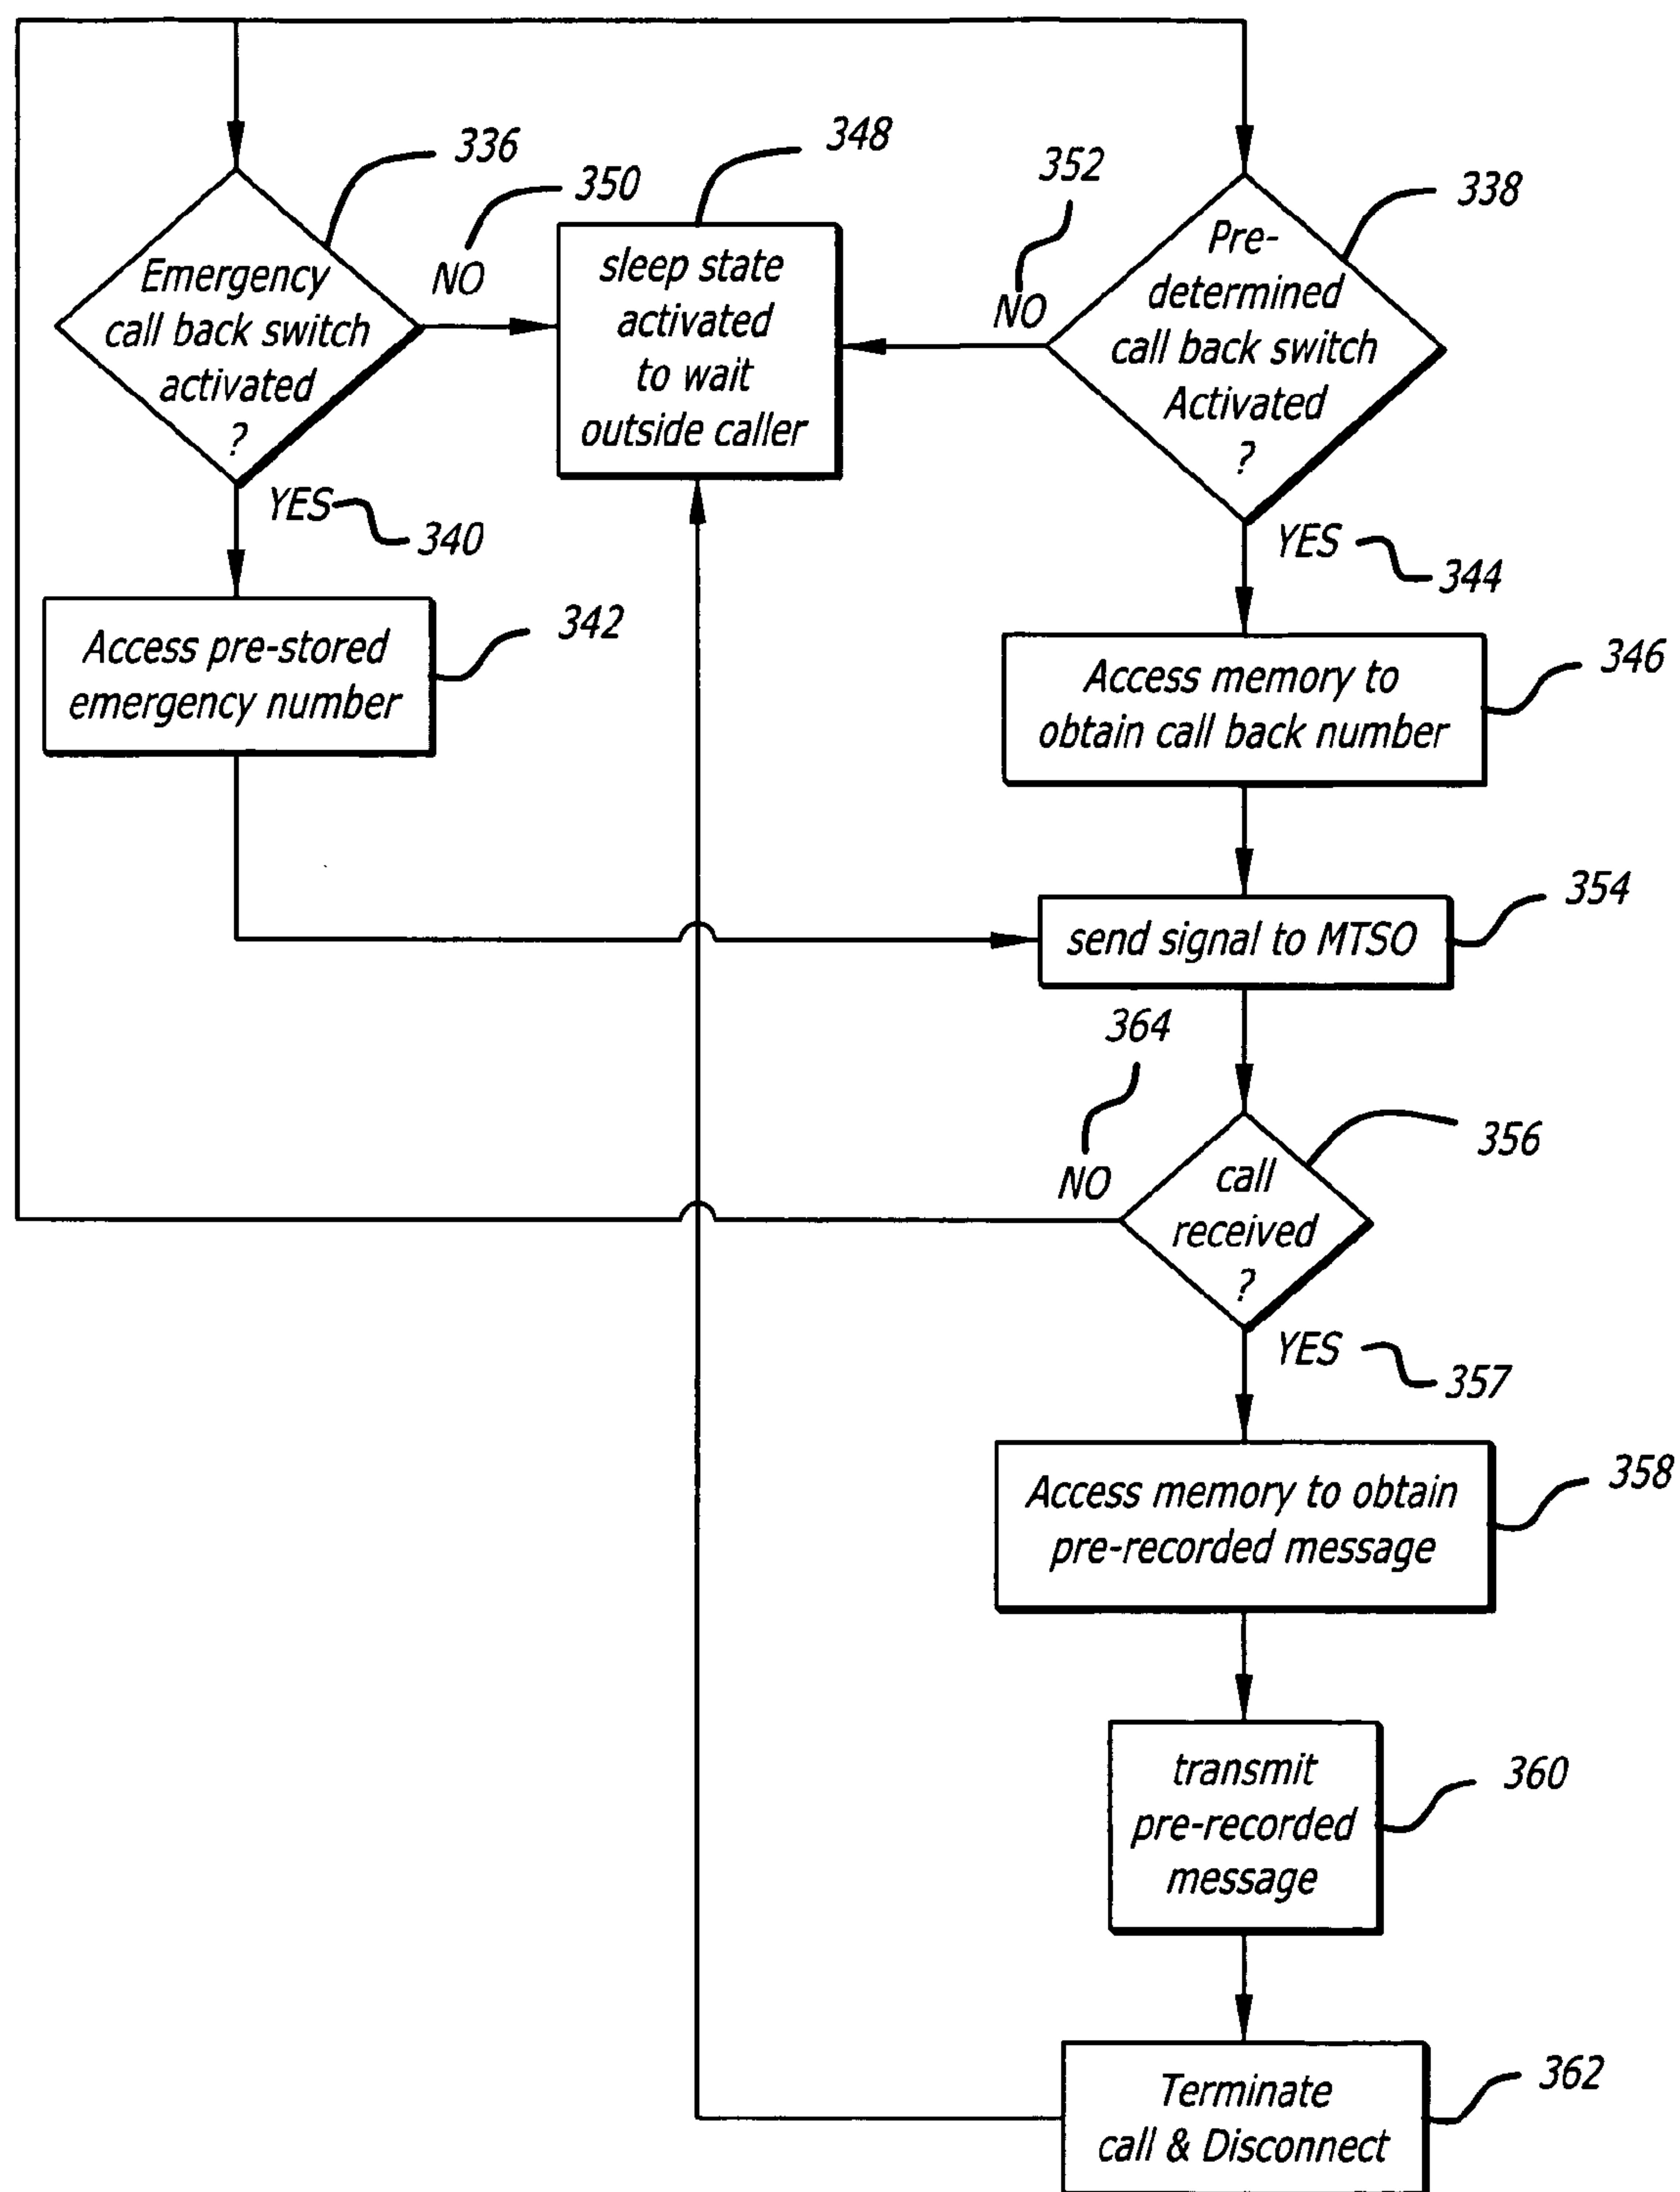 336
Emergency
call back switch
activated
?
350
NO
348
sleep state
activated
to wait
outside caller
352
NO
338
Pre-
determined
call back switch
Activated
?
YES
340
Access pre-stored
emergency number
342
YES
344
Access memory to
obtain call back number
346
send signal to MTSO
354
364
NO
call
received
?
356
YES
357
Access memory to obtain
pre-recorded message
358
transmit
pre-recorded
message
360
Terminate
call & Disconnect
362